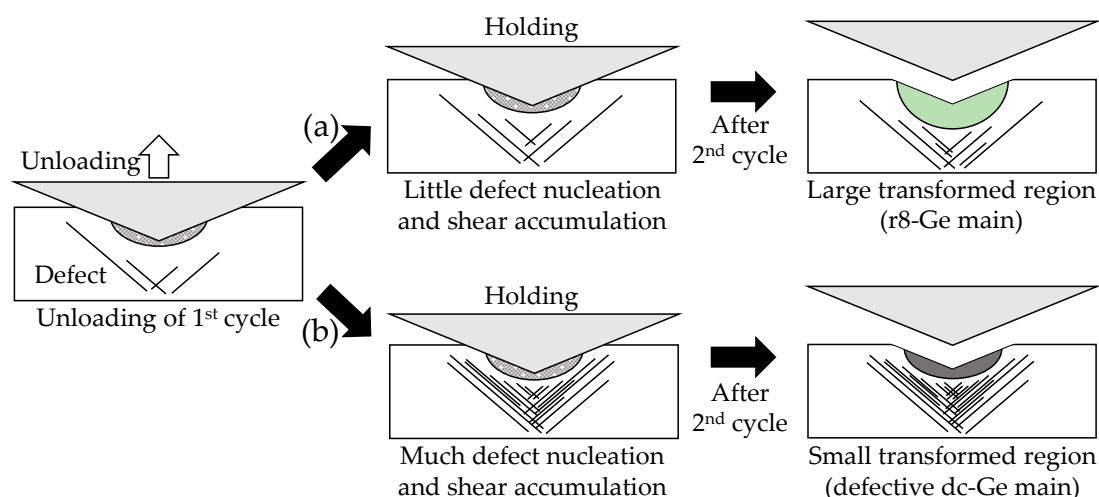 Unloading
Defect
Unloading of 1st cycle
(a)
Holding
Little defect nucleation
and shear accumulation
After
2nd cycle
Large transformed region
(r8-Ge main)
(b)
Holding
Much defect nucleation
and shear accumulation
After
2nd cycle
Small transformed region
(defective dc-Ge main)